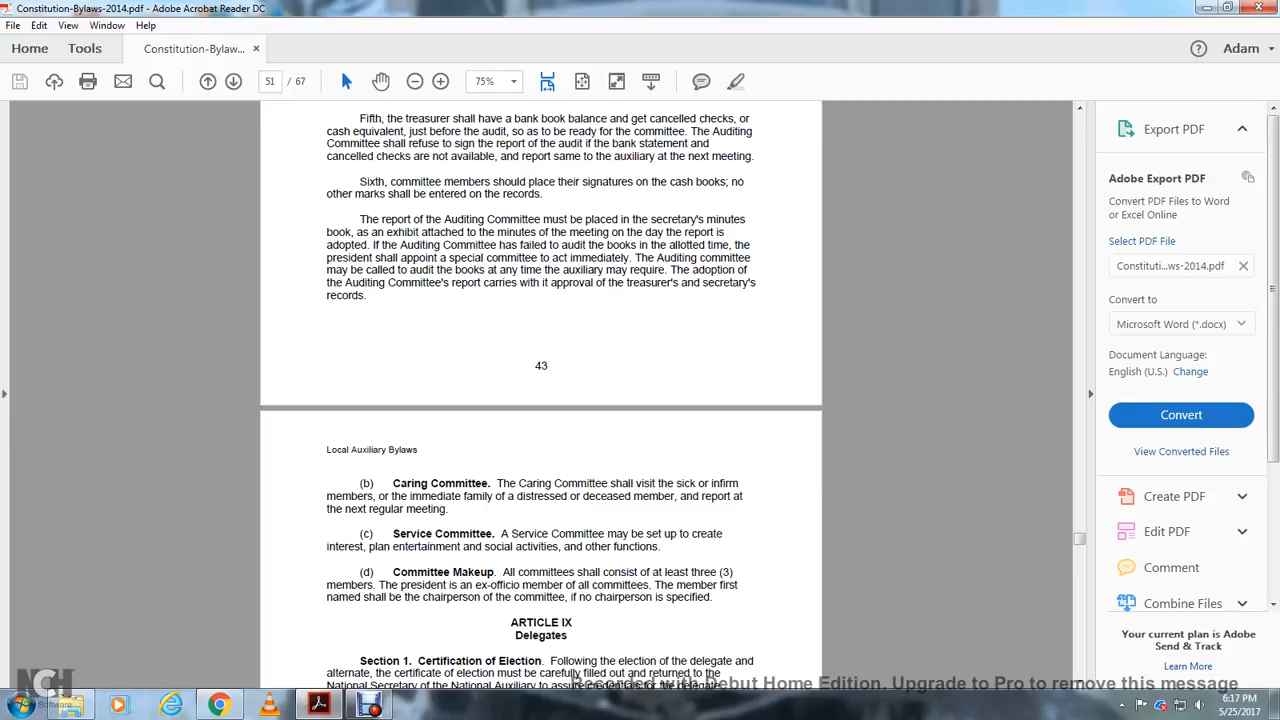 Constitution-Bylaws-2014.pdf - Adobe Acrobat Reader DC
File Edit View Window Help
Home Tools Constitution-Bylaw... × Adam
51 / 67 75%
Fifth, the treasurer shall have a bank book balance and get cancelled checks, or
cash equivalent, just before the audit, so as to be ready for the committee. The Auditing
Committee shall refuse to sign the report of the audit if the bank statement and
cancelled checks are not available, and report same to the auxiliary at the next meeting.
Sixth, committee members should place their signatures on the cash books; no
other marks shall be entered on the records.
The report of the Auditing Committee must be placed in the secretary's minutes
book, as an exhibit attached to the minutes of the meeting on the day the report is
adopted. If the Auditing Committee has failed to audit the books in the allotted time, the
president shall appoint a special committee to act immediately. The Auditing committee
may be called to audit the books at any time the auxiliary may require. The adoption of
the Auditing Committee's report carries with it approval of the treasurer's and secretary's
records.
43
Local Auxiliary Bylaws
(b) Caring Committee. The Caring Committee shall visit the sick or infirm
members, or the immediate family of a distressed or deceased member, and report at
the next regular meeting.
(c) Service Committee. A Service Committee may be set up to create
interest, plan entertainment and social activities, and other functions.
(d) Committee Makeup. All committees shall consist of at least three (3)
members. The president is an ex-officio member of all committees. The member first
named shall be the chairperson of the committee, if no chairperson is specified.
ARTICLE IX
Delegates
Section 1. Certification of Election. Following the election of the delegate and
alternate, the certificate of election must be carefully filled out and returned to the
National Secretary of the National Auxiliary to assure
Export PDF
Adobe Export PDF
Convert PDF Files to Word
or Excel Online
Select PDF File
Constituti...ws-2014.pdf
Convert to
Microsoft Word (*.docx)
Document Language:
English (U.S.) Change
Convert
View Converted Files
Create PDF
Edit PDF
Comment
Combine Files
Your current plan is Adobe
Send & Track
Learn More
Recorded with Debut Home Edition. Upgrade to Pro to remove this message
NCH
Software
6:17 PM
5/25/2017